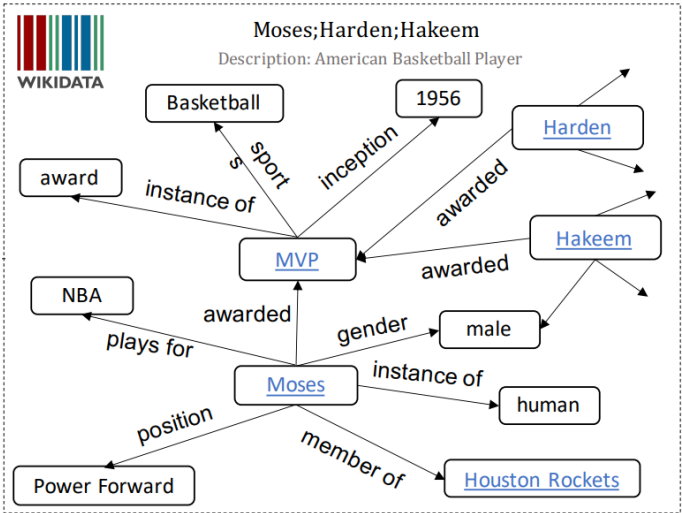 WIKIDATA
Moses;Harden;Hakeem
Description: American Basketball Player
Basketball
1956
Harden
award
sport
s
inception
instance of
awarded
Hakeem
MVP
awarded
NBA
awarded
gender
male
plays for
Moses
instance of
human
position
member of
Power Forward
Houston Rockets